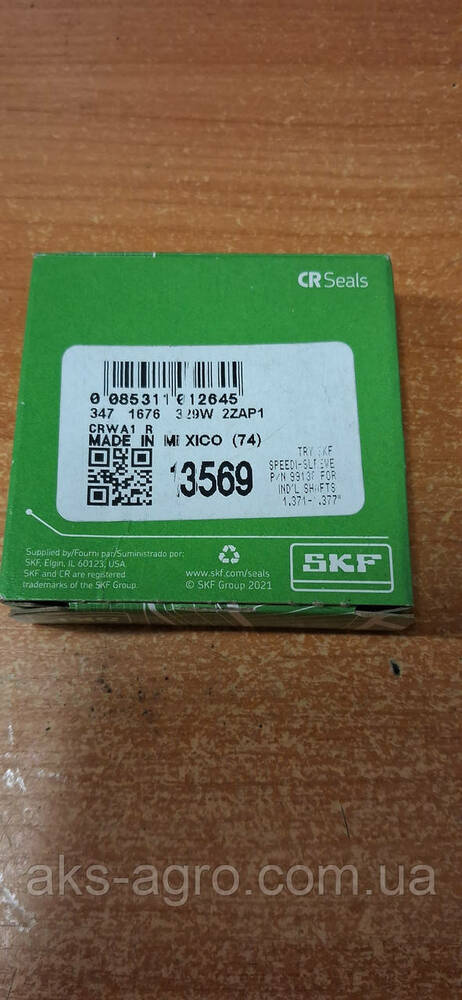 CR Seals
0 085311 012645
347 1676 329W 2ZAP1
CRWA1 R
MADE IN MEXICO (74)
13569
TRY SKF
SPEEDI-SLEEVE
P/N 99138 FOR
IND'L SHAFTS
1.371-1.377"
Supplied by/Fourni par/Suministrado por:
SKF, Elgin, IL 60123, USA.
SKF and CR are registered
trademarks of the SKF Group.
www.skf.com/seals
© SKF Group 2021
SKF
aks-agro.com.ua